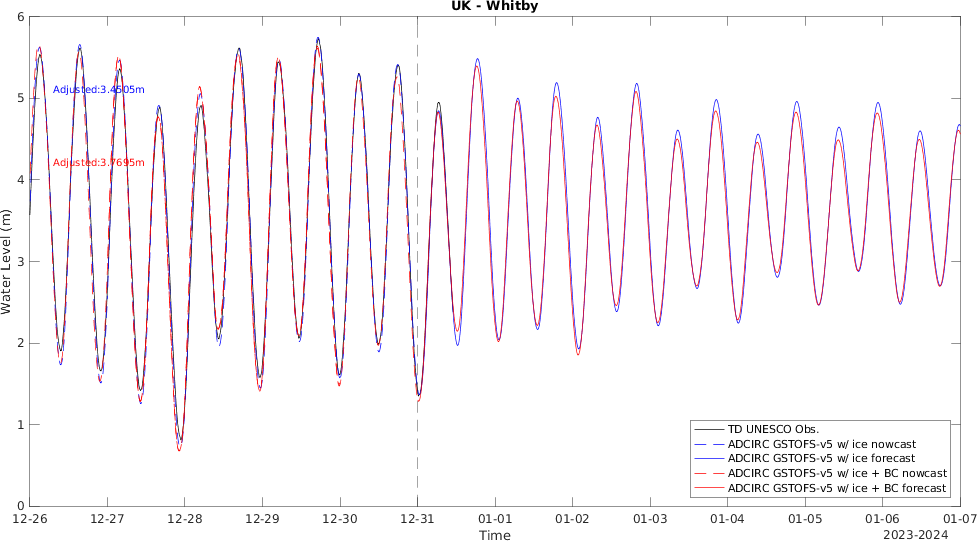 UK - Whitby
6
5
4
3
2
1
0
Water Level (m)
Adjusted:3.4505m
Adjusted:3.7695m
TD UNESCO Obs.
ADCIRC GSTOFS-v5 w/ ice nowcast
ADCIRC GSTOFS-v5 w/ ice forecast
ADCIRC GSTOFS-v5 w/ ice + BC nowcast
ADCIRC GSTOFS-v5 w/ ice + BC forecast
12-26 12-27 12-28 12-29 12-30 12-31 01-01 01-02 01-03 01-04 01-05 01-06 01-07
Time
2023-2024